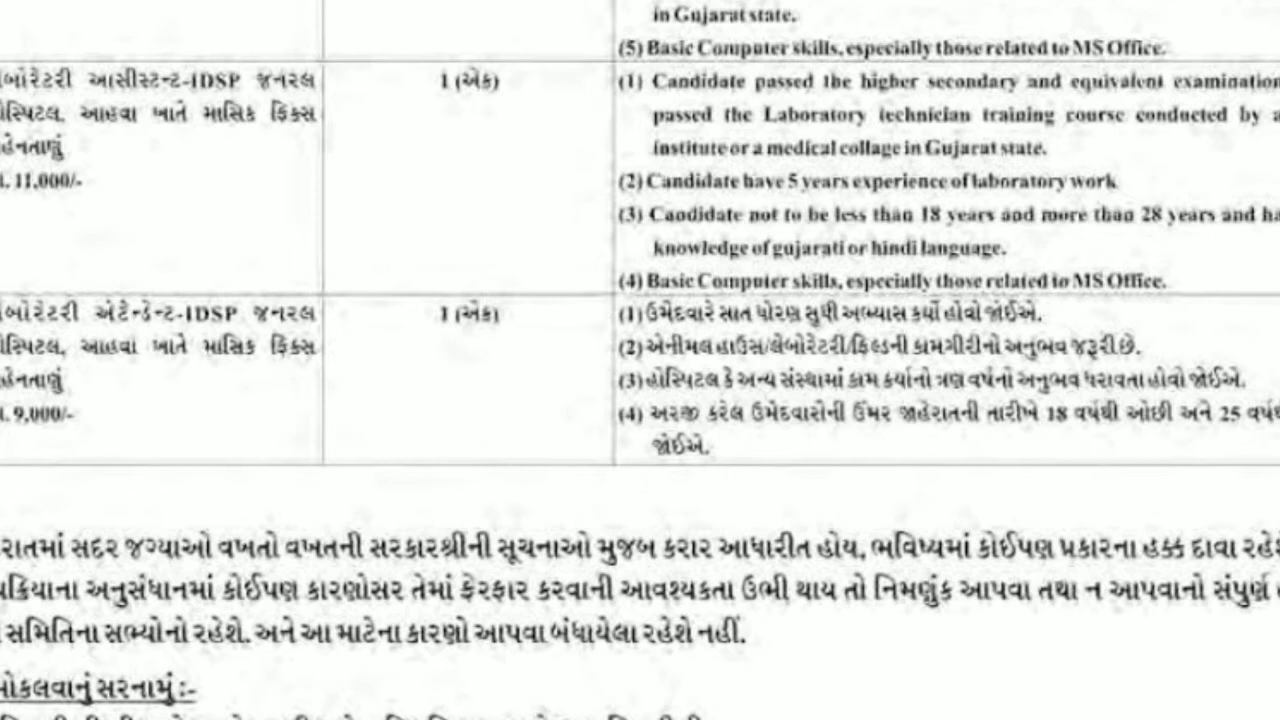 in Gujarat state.
(5) Basic Computer skills, especially those related to MS Office.
બોરેટરી આસીસ્ટન્ટ-IDSP જનરલ
સ્પિટલ, આહવા ખાતે માસિક ફિક્સ
હેનતાણું
. 11,000/-
1 (એક)
(1) Candidate passed the higher secondary and equivalent examination
passed the Laboratory technician training course conducted by a
institute or a medical collage in Gujarat state.
(2) Candidate have 5 years experience of laboratory work
(3) Candidate not to be less than 18 years and more than 28 years and ha
knowledge of gujarati or hindi language.
(4) Basic Computer skills, especially those related to MS Office.
બોરેટરી એટેન્ડેન્ટ-IDSP જનરલ
સ્પિટલ, આહવા ખાતે માસિક ફિક્સ
હેનતાણું
. 9,000/-
1 (એક)
(1) ઉમેદવારે સાત ધોરણ સુધી અભ્યાસ કર્યો હોવો જોઈએ.
(2) એનીમલ હાઉસ/લેબોરેટરી/ફિલ્ડની કામગીરીનો અનુભવ જરૂરી છે.
(3) હોસ્પિટલ કે અન્ય સંસ્થામાં કામ કર્યાનો ત્રણ વર્ષનો અનુભવ ધરાવતા હોવો જોઈએ.
(4) અરજી કરેલ ઉમેદવારોની ઉંમર જાહેરાતની તારીખે 18 વર્ષથી ઓછી અને 25 વર્ષ
જોઈએ.
રાતમાં સદર જગ્યાઓ વખતો વખતની સરકારશ્રીની સૂચનાઓ મુજબ કરાર આધારીત હોય, ભવિષ્યમાં કોઈપણ પ્રકારના હક્ક દાવા રહે
ક્રિયાના અનુસંધાનમાં કોઈપણ કારણોસર તેમાં ફેરફાર કરવાની આવશ્યકતા ઉભી થાય તો નિમણુંક આપવા તથા ન આપવાનો સંપુર્ણ
સમિતિના સભ્યોનો રહેશે. અને આ માટેના કારણો આપવા બંધાયેલા રહેશે નહીં.
મોકલવાનું સરનામું :-